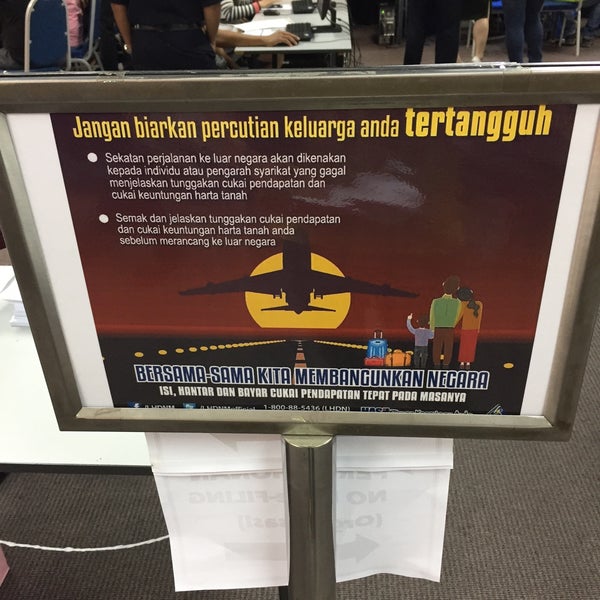 Jangan biarkan percutian keluarga anda tertangguh
Sekatan perjalanan ke luar negara akan dikenakan
kepada individu atau pengarah syarikat yang gagal
menjelaskan tunggakan cukai pendapatan dan
cukai keuntungan harta tanah
Semak dan jelaskan tunggakan cukai pendapatan
dan cukai keuntungan harta tanah anda
sebelum merancang ke luar negara
BERSAMA-SAMA KITA MEMBANGUNKAN NEGARA
ISI, HANTAR DAN BAYAR CUKAI PENDAPATAN TEPAT PADA MASANYA
1-800-88-5436 (LHDN)
NO